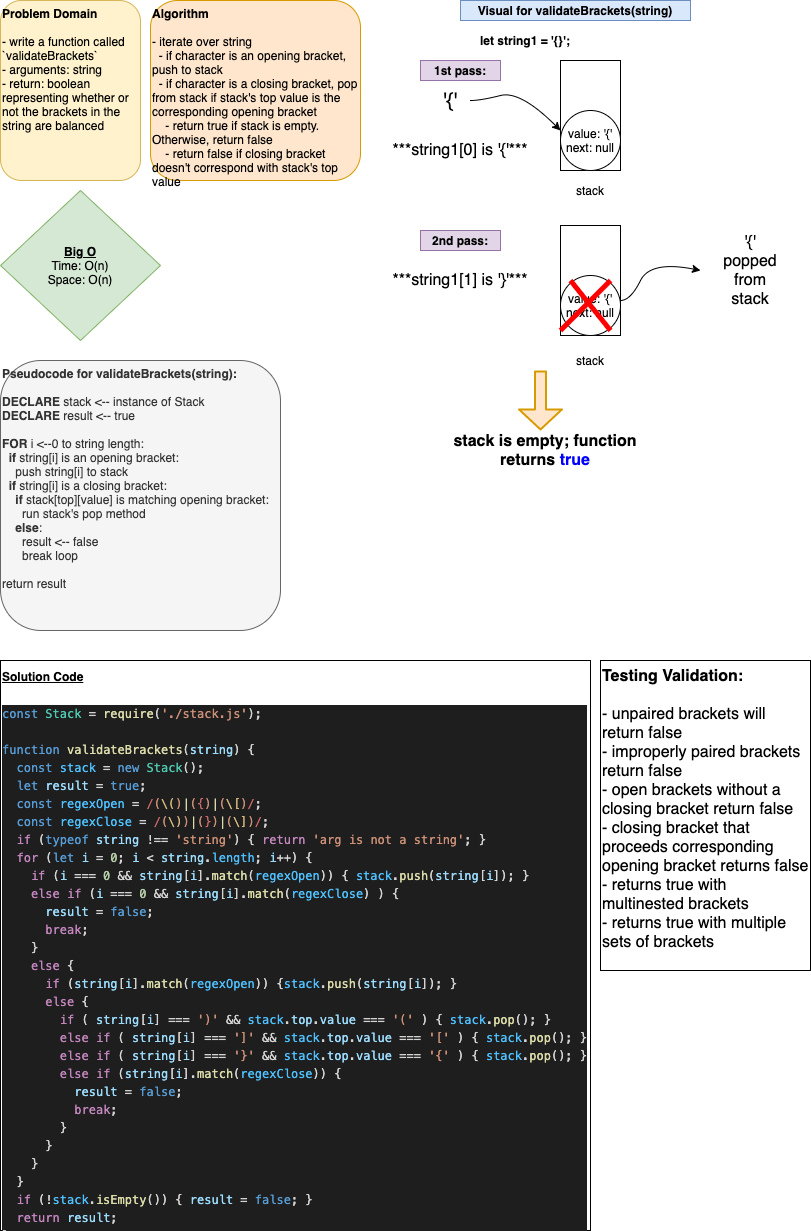 Problem Domain
- write a function called
`validateBrackets`
- arguments: string
- return: boolean
representing whether or
not the brackets in the
string are balanced
Algorithm
- iterate over string
- if character is an opening bracket,
push to stack
- if character is a closing bracket, pop
from stack if stack's top value is the
corresponding opening bracket
- return true if stack is empty.
Otherwise, return false
- return false if closing bracket
doesn't correspond with stack's top
value
Visual for validateBrackets(string)
let string1 = '{}';
1st pass:
'{'
***string1[0] is '{'***
value: '{'
next: null
stack
2nd pass:
***string1[1] is '}'***
value: '{'
next: null
stack
'{'
popped
from
stack
stack is empty; function
returns true
Big O
Time: O(n)
Space: O(n)
Pseudocode for validateBrackets(string):
DECLARE stack <-- instance of Stack
DECLARE result <-- true
FOR i <--0 to string length:
if string[i] is an opening bracket:
push string[i] to stack
if string[i] is a closing bracket:
if stack[top][value] is matching opening bracket:
run stack's pop method
else:
result <-- false
break loop
return result
Solution Code
const Stack = require('./stack.js');
function validateBrackets(string) {
const stack = new Stack();
let result = true;
const regexOpen = /(\()|({)|(\[)/;
const regexClose = /(\))|(})|(\])/;
if (typeof string !== 'string') { return 'arg is not a string'; }
for (let i = 0; i < string.length; i++) {
if (i === 0 && string[i].match(regexOpen)) { stack.push(string[i]); }
else if (i === 0 && string[i].match(regexClose) ) {
result = false;
break;
}
else {
if (string[i].match(regexOpen)) {stack.push(string[i]); }
else {
if ( string[i] === ')' && stack.top.value === '(' ) { stack.pop(); }
else if ( string[i] === ']' && stack.top.value === '[' ) { stack.pop(); }
else if ( string[i] === '}' && stack.top.value === '{' ) { stack.pop(); }
else if (string[i].match(regexClose)) {
result = false;
break;
}
}
}
}
if (!stack.isEmpty()) { result = false; }
return result;
Testing Validation:
- unpaired brackets will
return false
- improperly paired brackets
return false
- open brackets without a
closing bracket return false
- closing bracket that
proceeds corresponding
opening bracket returns false
- returns true with
multinested brackets
- returns true with multiple
sets of brackets